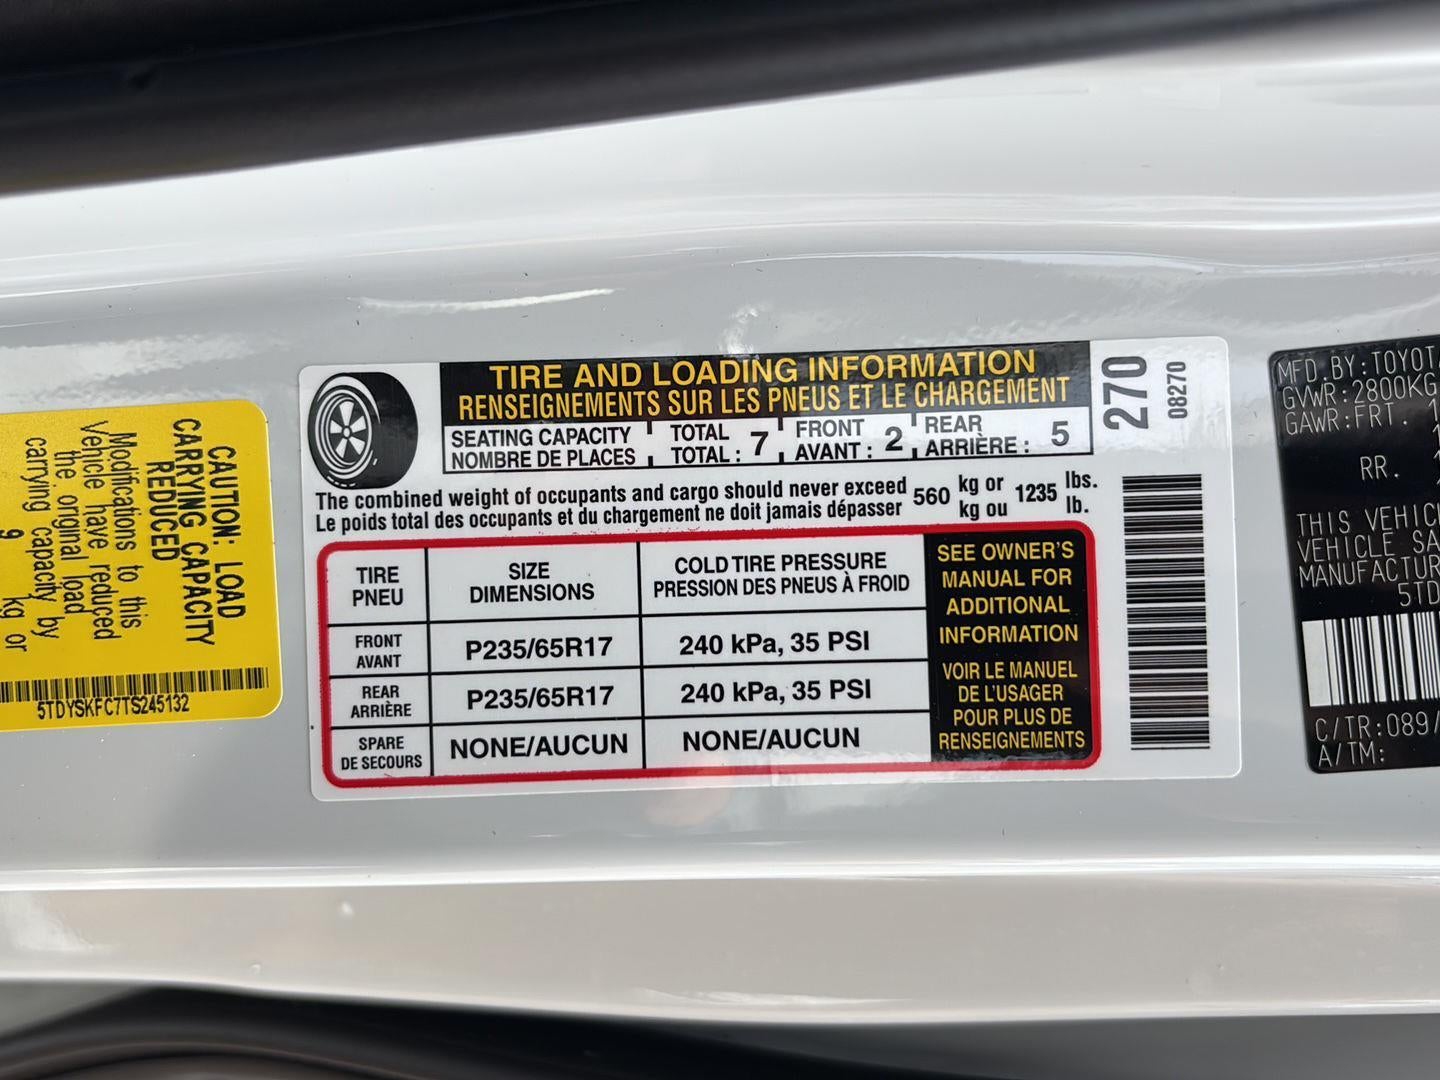 CAUTION: LOAD
CARRYING CAPACITY
REDUCED
Modifications to this
vehicle have reduced
the original load
carrying capacity by
9 kg or
5TDYSKFC7TS245132
TIRE AND LOADING INFORMATION
RENSEIGNEMENTS SUR LES PNEUS ET LE CHARGEMENT
SEATING CAPACITY TOTAL FRONT REAR
NOMBRE DE PLACES TOTAL : 7 AVANT : 2 ARRIÈRE : 5
The combined weight of occupants and cargo should never exceed 560 kg or 1235 lbs.
Le poids total des occupants et du chargement ne doit jamais dépasser kg ou lb.
TIRE SIZE COLD TIRE PRESSURE
PNEU DIMENSIONS PRESSION DES PNEUS À FROID
FRONT
AVANT P235/65R17 240 kPa, 35 PSI
REAR
ARRIÈRE P235/65R17 240 kPa, 35 PSI
SPARE
DE SECOURS NONE/AUCUN NONE/AUCUN
SEE OWNER'S
MANUAL FOR
ADDITIONAL
INFORMATION
VOIR LE MANUEL
DE L'USAGER
POUR PLUS DE
RENSEIGNEMENTS
270
08270
MFD. BY: TOYOT
GVWR: 2800KG
GAWR: FRT. 1
RR. 1
THIS VEHIC
VEHICLE SA
MANUFACTUR
5TD
C/TR: 089/
A/TM: